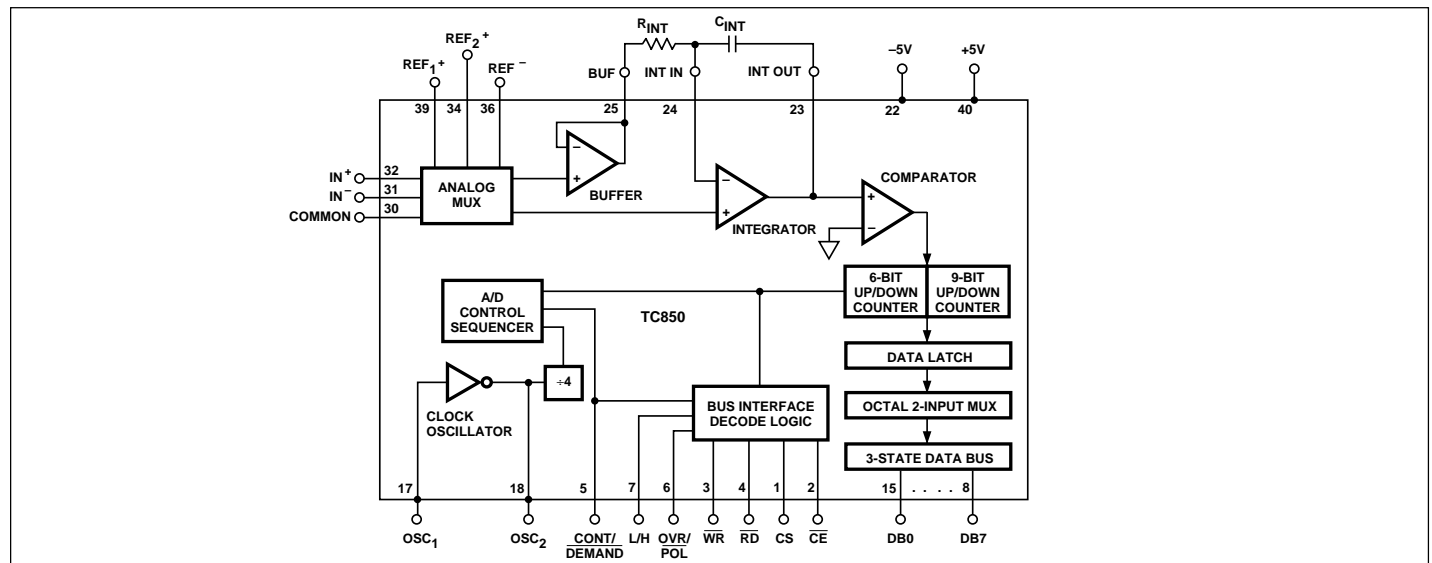 R_INT
C_INT
REF2+
REF1+
REF–
BUF
INT IN
INT OUT
–5V
+5V
39
34
36
25
24
23
22
40
IN+
32
IN–
31
COMMON
30
ANALOG
MUX
–
+
BUFFER
–
+
INTEGRATOR
COMPARATOR
+
–
6-BIT
UP/DOWN
COUNTER
9-BIT
UP/DOWN
COUNTER
A/D
CONTROL
SEQUENCER
TC850
DATA LATCH
÷4
CLOCK
OSCILLATOR
BUS INTERFACE
DECODE LOGIC
OCTAL 2-INPUT MUX
3-STATE DATA BUS
17
18
5
7
6
3
4
1
2
15 . . . . 8
OSC1
OSC2
CONT/
DEMAND
L/H
OVR/
POL
WR
RD
CS
CE
DB0
DB7